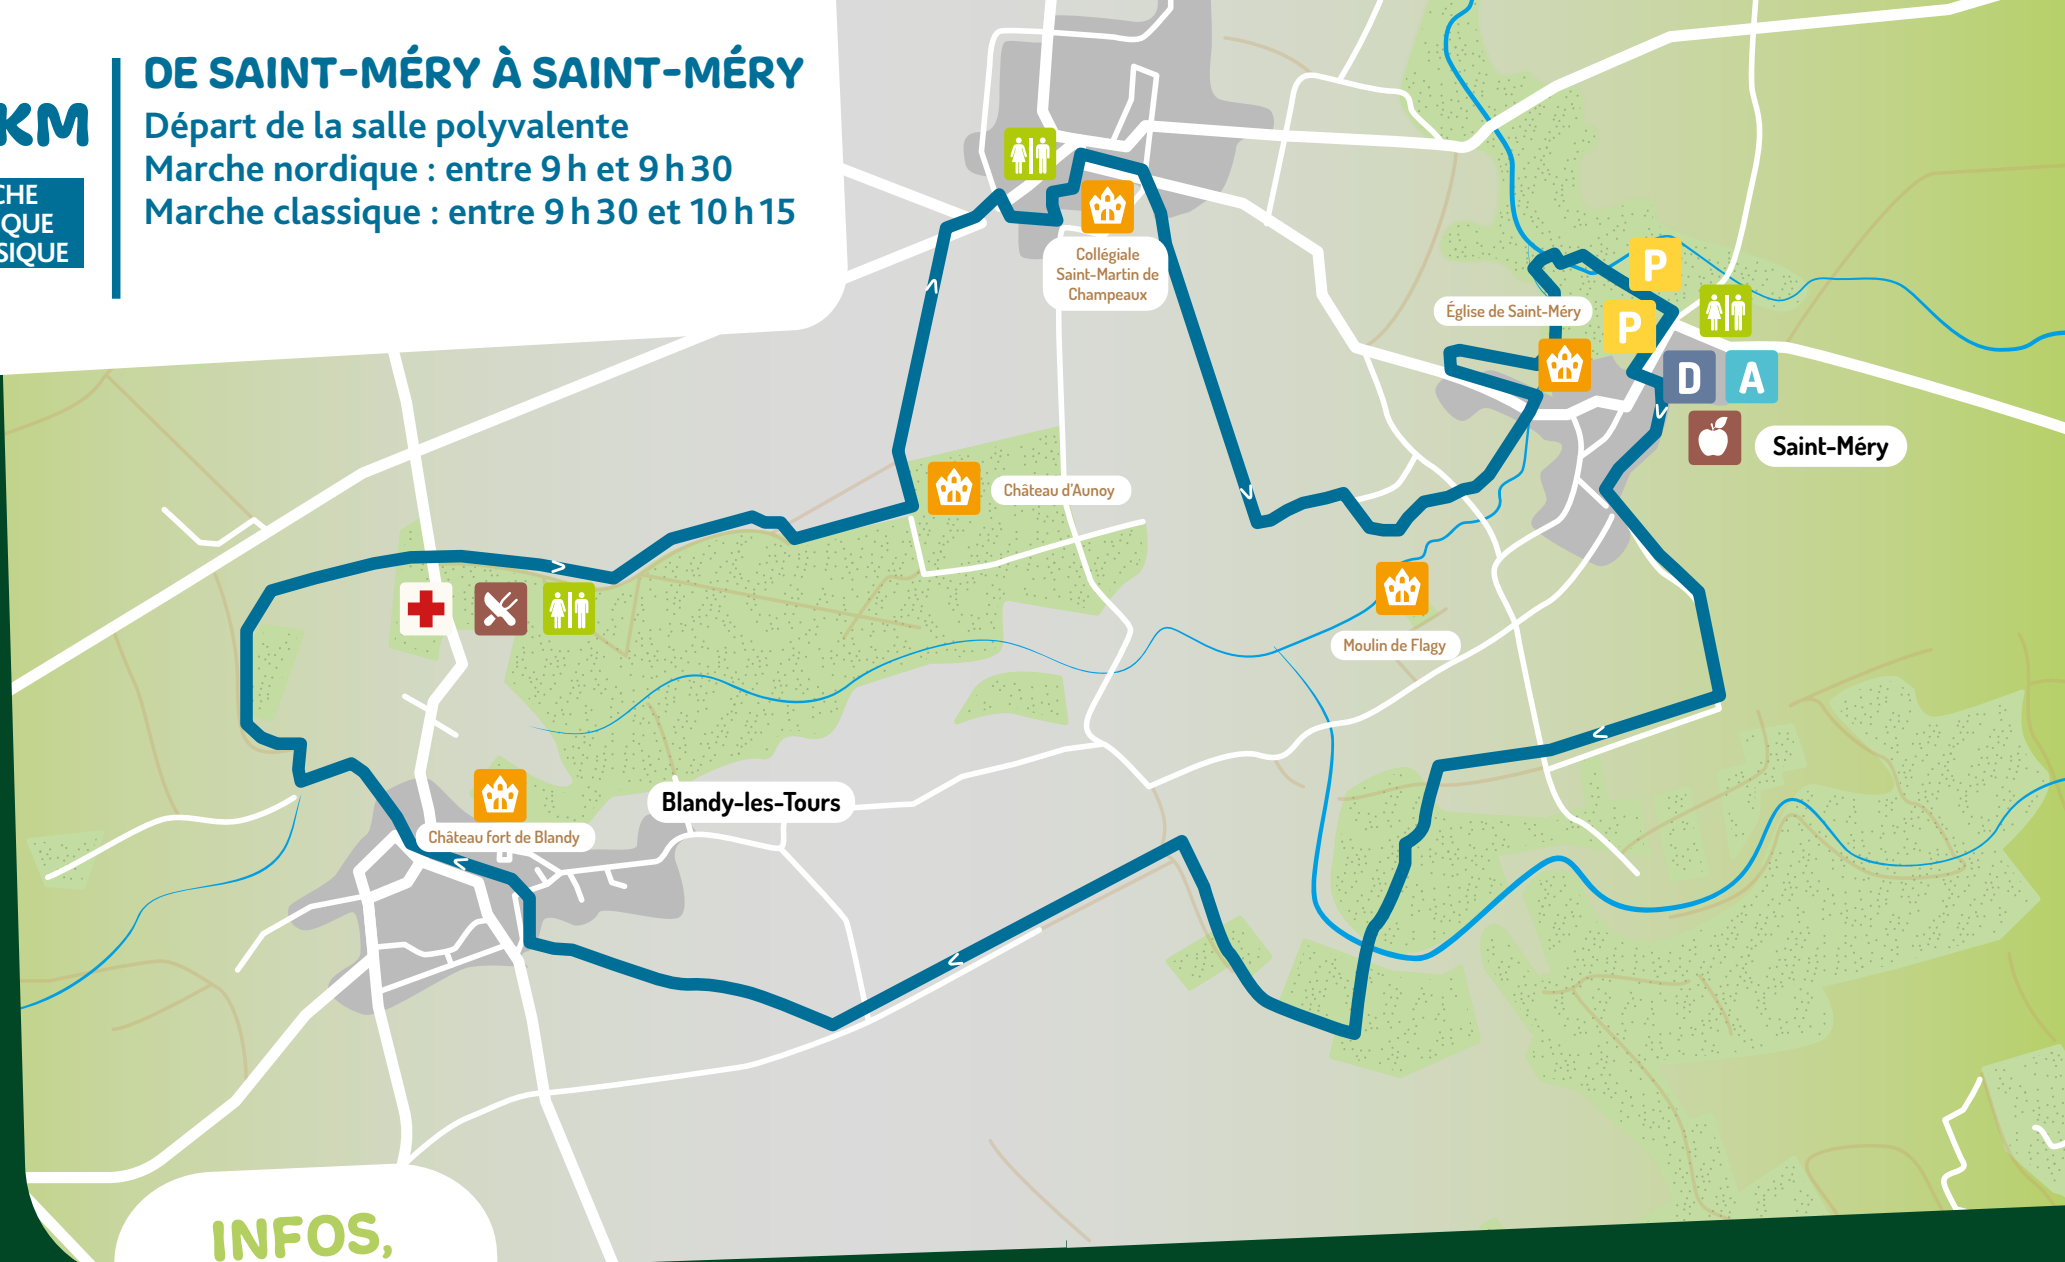 KM
DE SAINT-MÉRY À SAINT-MÉRY
Départ de la salle polyvalente
Marche nordique : entre 9 h et 9 h 30
Marche classique : entre 9 h 30 et 10 h 15
CHE
QUE
SIQUE
Collégiale
Saint-Martin de
Champeaux
P
Église de Saint-Méry
P
D
A
Saint-Méry
Château d'Aunoy
Moulin de Flagy
Blandy-les-Tours
Château fort de Blandy
INFOS,